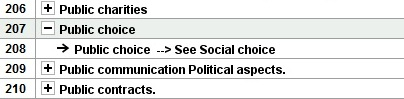 206 + Public charities
207 − Public choice
208 → Public choice --> See Social choice
209 + Public communication Political aspects.
210 + Public contracts.